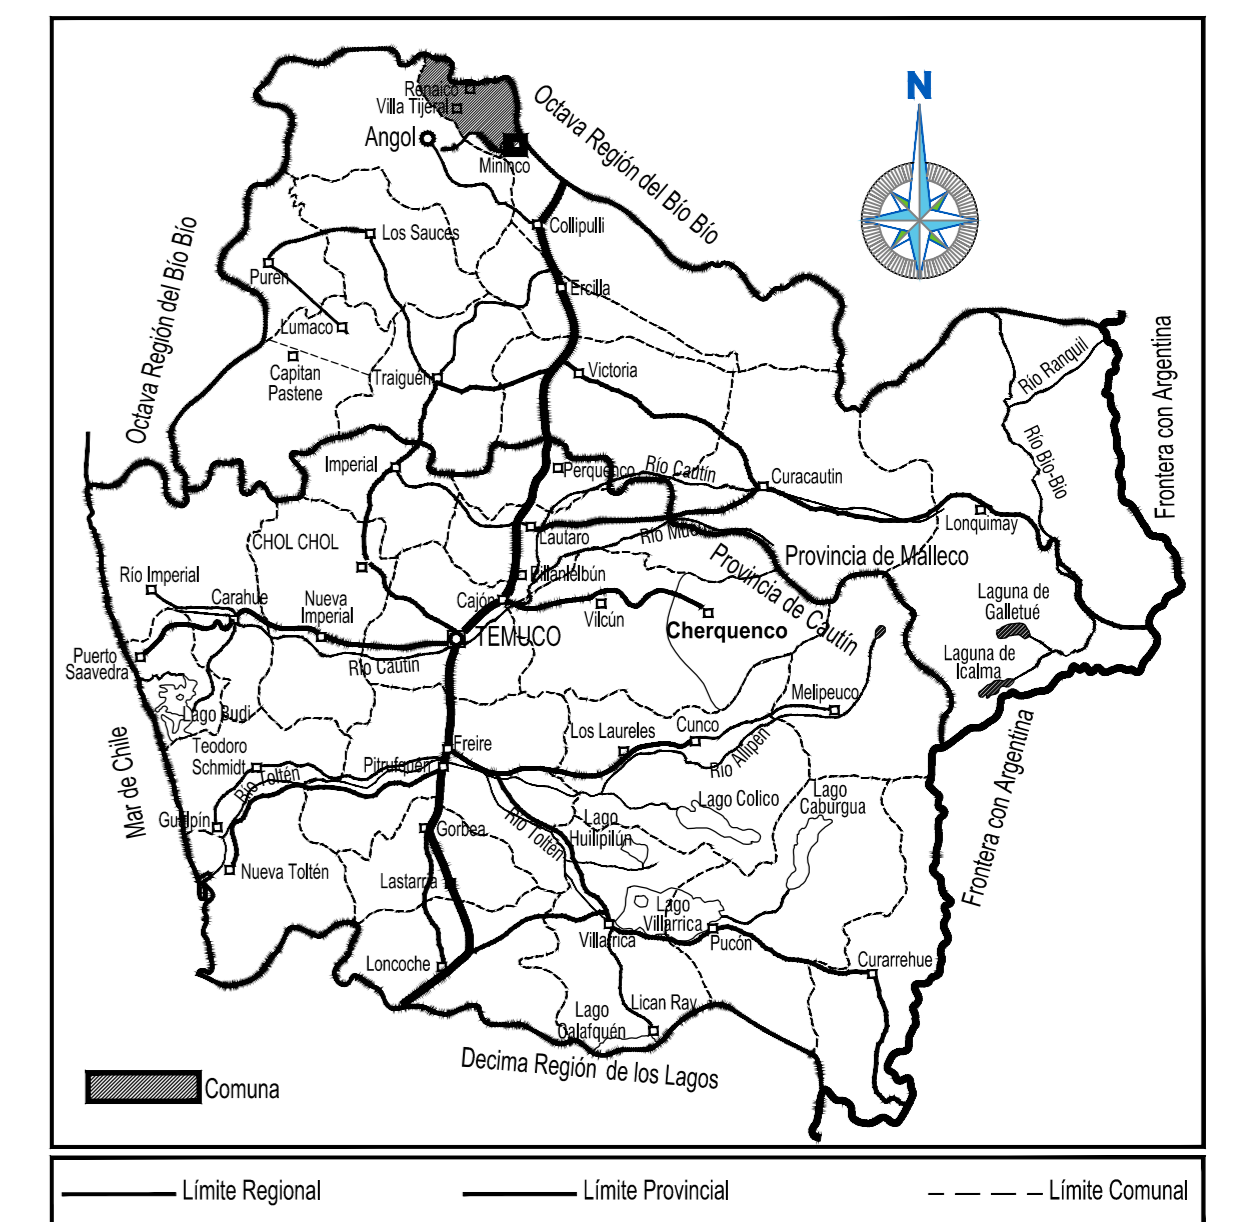 N
Renaico
Villa Tijeral
Angol
Mininco
Octava Región del Bío Bío
Collipulli
Los Sauces
Puren
Ercilla
Octava Región del Bío Bío
Lumaco
Capitan
Pastene
Traiguén
Victoria
Río Ranquil
Frontera con Argentina
Imperial
Perquenco
Río Cautín
Curacautin
Río Bio-Bio
Lonquimay
CHOL CHOL
Lautaro
Río Muco
Provincia de Málleco
Provincia de Cautín
Río Imperial
Pillanlelbún
Carahue
Nueva
Imperial
Cajón
Vilcún
Cherquenco
Laguna de
Galletué
TEMUCO
Puerto
Saavedra
Río Cautín
Laguna de
Icalma
Melipeuco
Lago Budi
Los Laureles
Cunco
Mar de Chile
Teodoro
Schmidt
Freire
Pitrufquén
Río Allipen
Río Toltén
Lago Colico
Lago
Caburgua
Frontera con Argentina
Gualpín
Gorbea
Río Toltén
Lago
Huilipilún
Nueva Toltén
Lastarria
Lago
Villarrica
Villarrica
Pucón
Loncoche
Curarrehue
Lican Ray
Lago
Calafquén
Decima Región de los Lagos
Comuna
Límite Regional
Límite Provincial
Límite Comunal